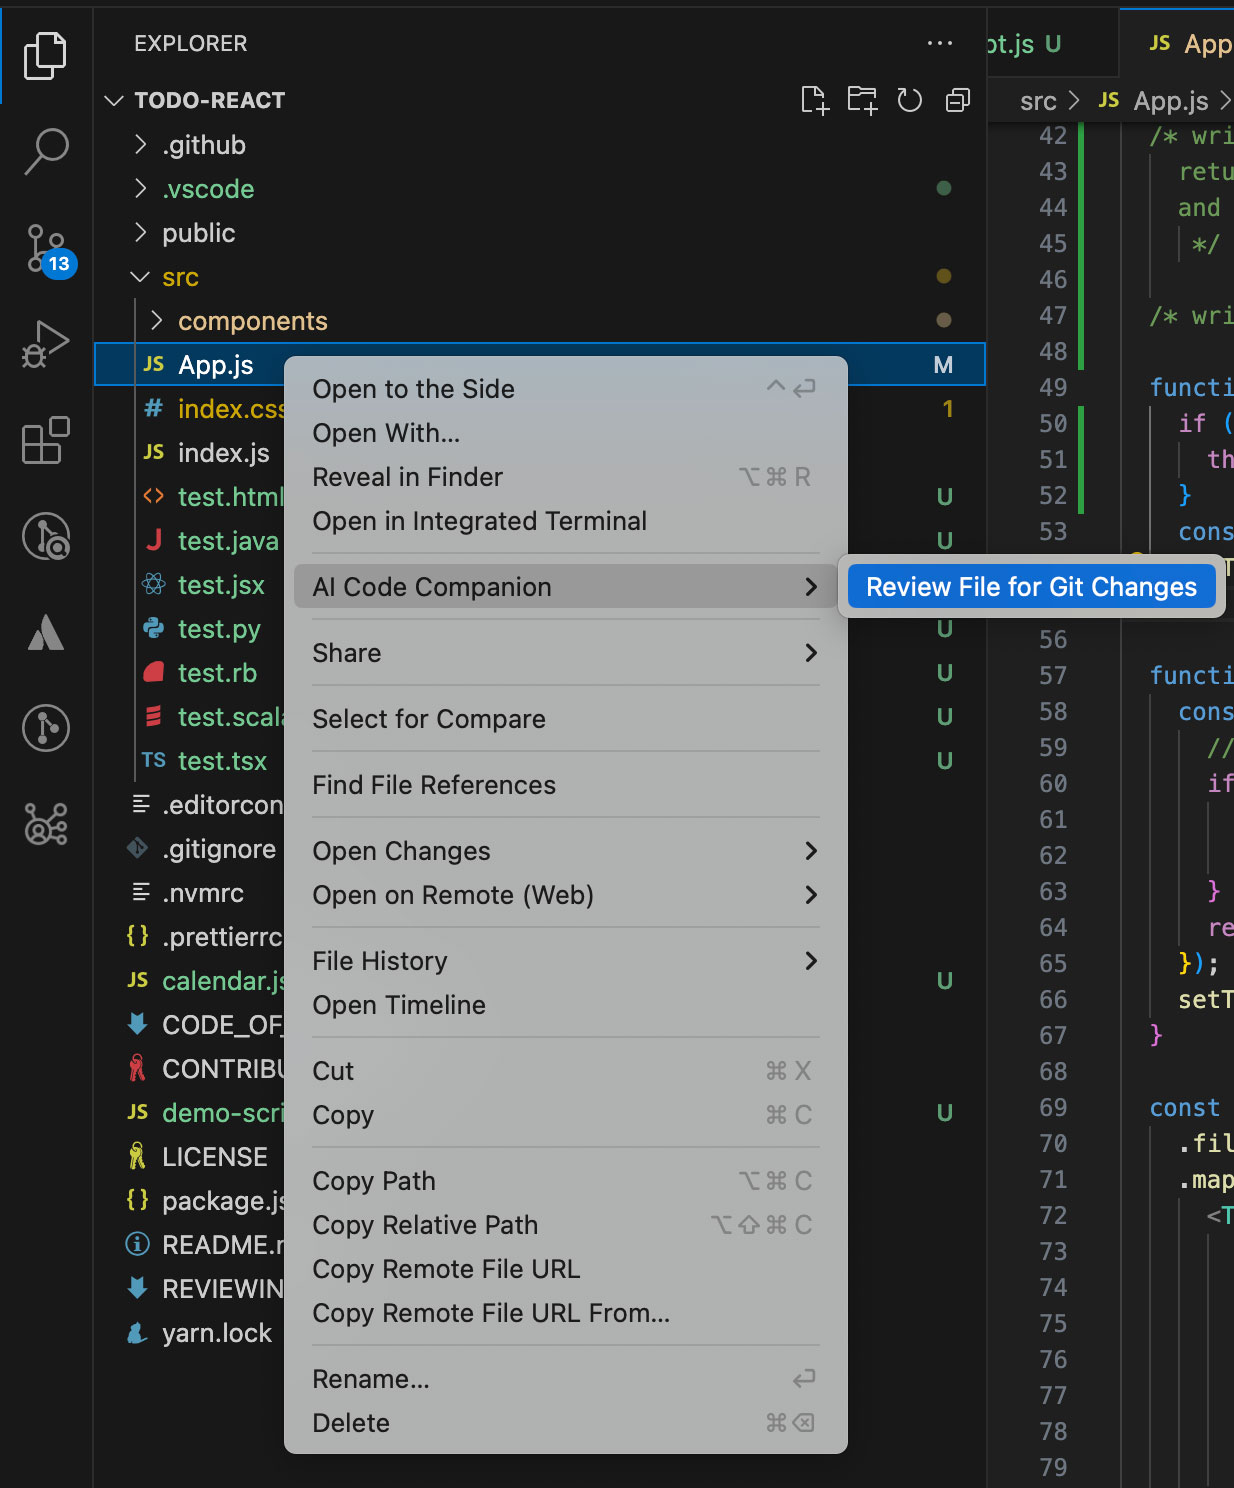 EXPLORER
TODO-REACT
.github
.vscode
public
src
components
JS App.js M
# index.css 1
JS index.js
<> test.html U
J test.java U
test.jsx
test.py U
test.rb U
test.scala U
TS test.tsx U
.editorcon
.gitignore
.nvmrc
{} .prettierrc
JS calendar.js U
CODE_OF_
CONTRIBU
JS demo-scri U
LICENSE
{} package.js
README.m
REVIEWIN
yarn.lock
13
Open to the Side ^
Open With...
Reveal in Finder ⌥⌘R
Open in Integrated Terminal
AI Code Companion
Review File for Git Changes
Share
Select for Compare
Find File References
Open Changes
Open on Remote (Web)
File History
Open Timeline
Cut ⌘X
Copy ⌘C
Copy Path ⌥⌘C
Copy Relative Path ⌥⇧⌘C
Copy Remote File URL
Copy Remote File URL From...
Rename...
Delete ⌘⌫
pt.js U
JS App
src > JS App.js >
42 /* wri
43 retu
44 and
45 */
46
47 /* wri
48
49 functi
50 if (
51 th
52 }
53 cons
56
57 functi
58 cons
59 //
60 if
61
62
63 }
64 re
65 });
66 setT
67 }
68
69 const
70 .fil
71 .map
72 <T
73
74
75
76
77
78
79